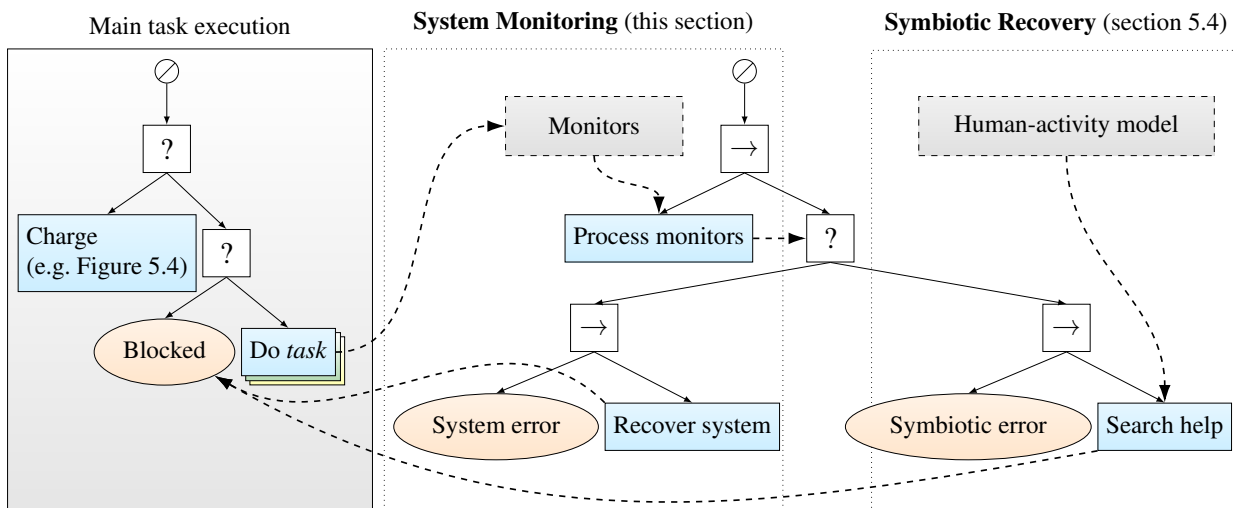 Main task execution
System Monitoring (this section)
Symbiotic Recovery (section 5.4)
Monitors
Human-activity model
?
→
Charge
(e.g. Figure 5.4)
?
Process monitors
?
→
→
Blocked
Do task
System error
Recover system
Symbiotic error
Search help